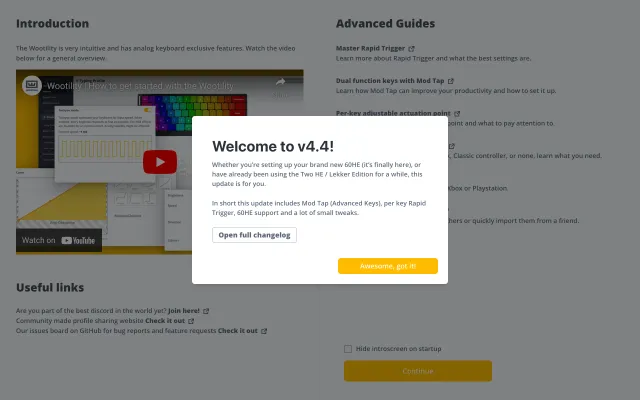 Introduction
The Wootility is very intuitive and has analog keyboard exclusive features. Watch the video
below for a general overview.
Wootility | How to get started with the Wootility
Watch on YouTube
Useful links
Are you part of the best discord in the world yet? Join here!
Community made profile sharing website Check it out
Our issues board on GitHub for bug reports and feature requests Check it out
Advanced Guides
Master Rapid Trigger
Learn more about Rapid Trigger and what the best settings are.
Dual function keys with Mod Tap
Learn how Mod Tap can improve your productivity and how to set it up.
Per-key adjustable actuation point
point and what to pay attention to
, Classic controller, or none, learn what you need.
or Playstation.
or quickly import them from a friend.
Welcome to v4.4!
Whether you're setting up your brand new 60HE (it's finally here), or
have already been using the Two HE / Lekker Edition for a while, this
update is for you.
In short this update includes Mod Tap (Advanced Keys), per key Rapid
Trigger, 60HE support and a lot of small tweaks.
Open full changelog
Awesome, got it!
Hide introscreen on startup
Continue